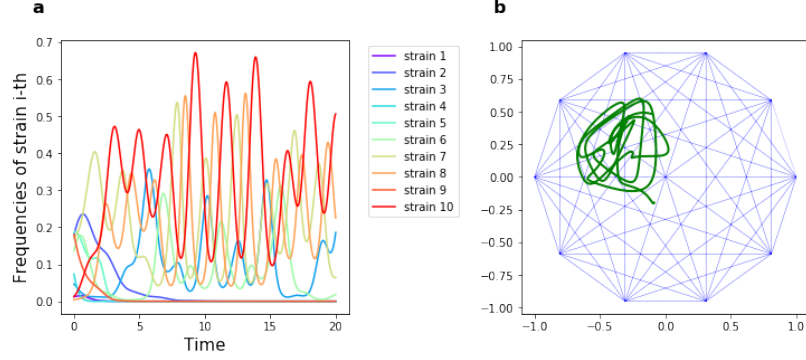 a
Frequencies of strain i-th
0.7
0.6
0.5
0.4
0.3
0.2
0.1
0.0
0
5
10
15
20
Time
strain 1
strain 2
strain 3
strain 4
strain 5
strain 6
strain 7
strain 8
strain 9
strain 10
b
1.00
0.75
0.50
0.25
0.00
−0.25
−0.50
−0.75
−1.00
−1.0
−0.5
0.0
0.5
1.0